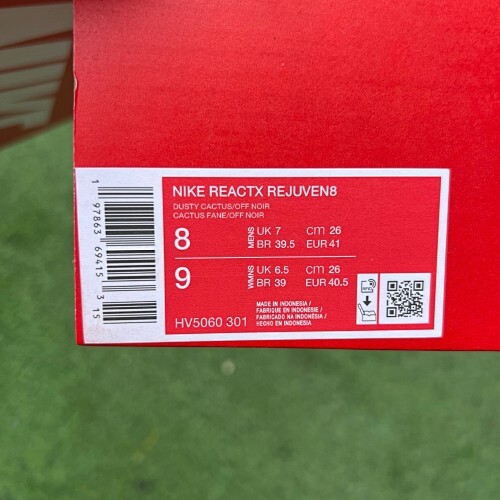 NIKE REACTX REJUVEN8
DUSTY CACTUS/OFF NOIR
CACTUS FANE/OFF NOIR
8 MENS UK 7 cm 26
BR 39.5 EUR 41
9 WMNS UK 6.5 cm 26
BR 39 EUR 40.5
HV5060 301
MADE IN INDONESIA /
FABRIQUE EN INDONESIE /
FABRICADO NA INDONÉSIA /
HECHO EN INDONESIA
1 97863 69415 3 15